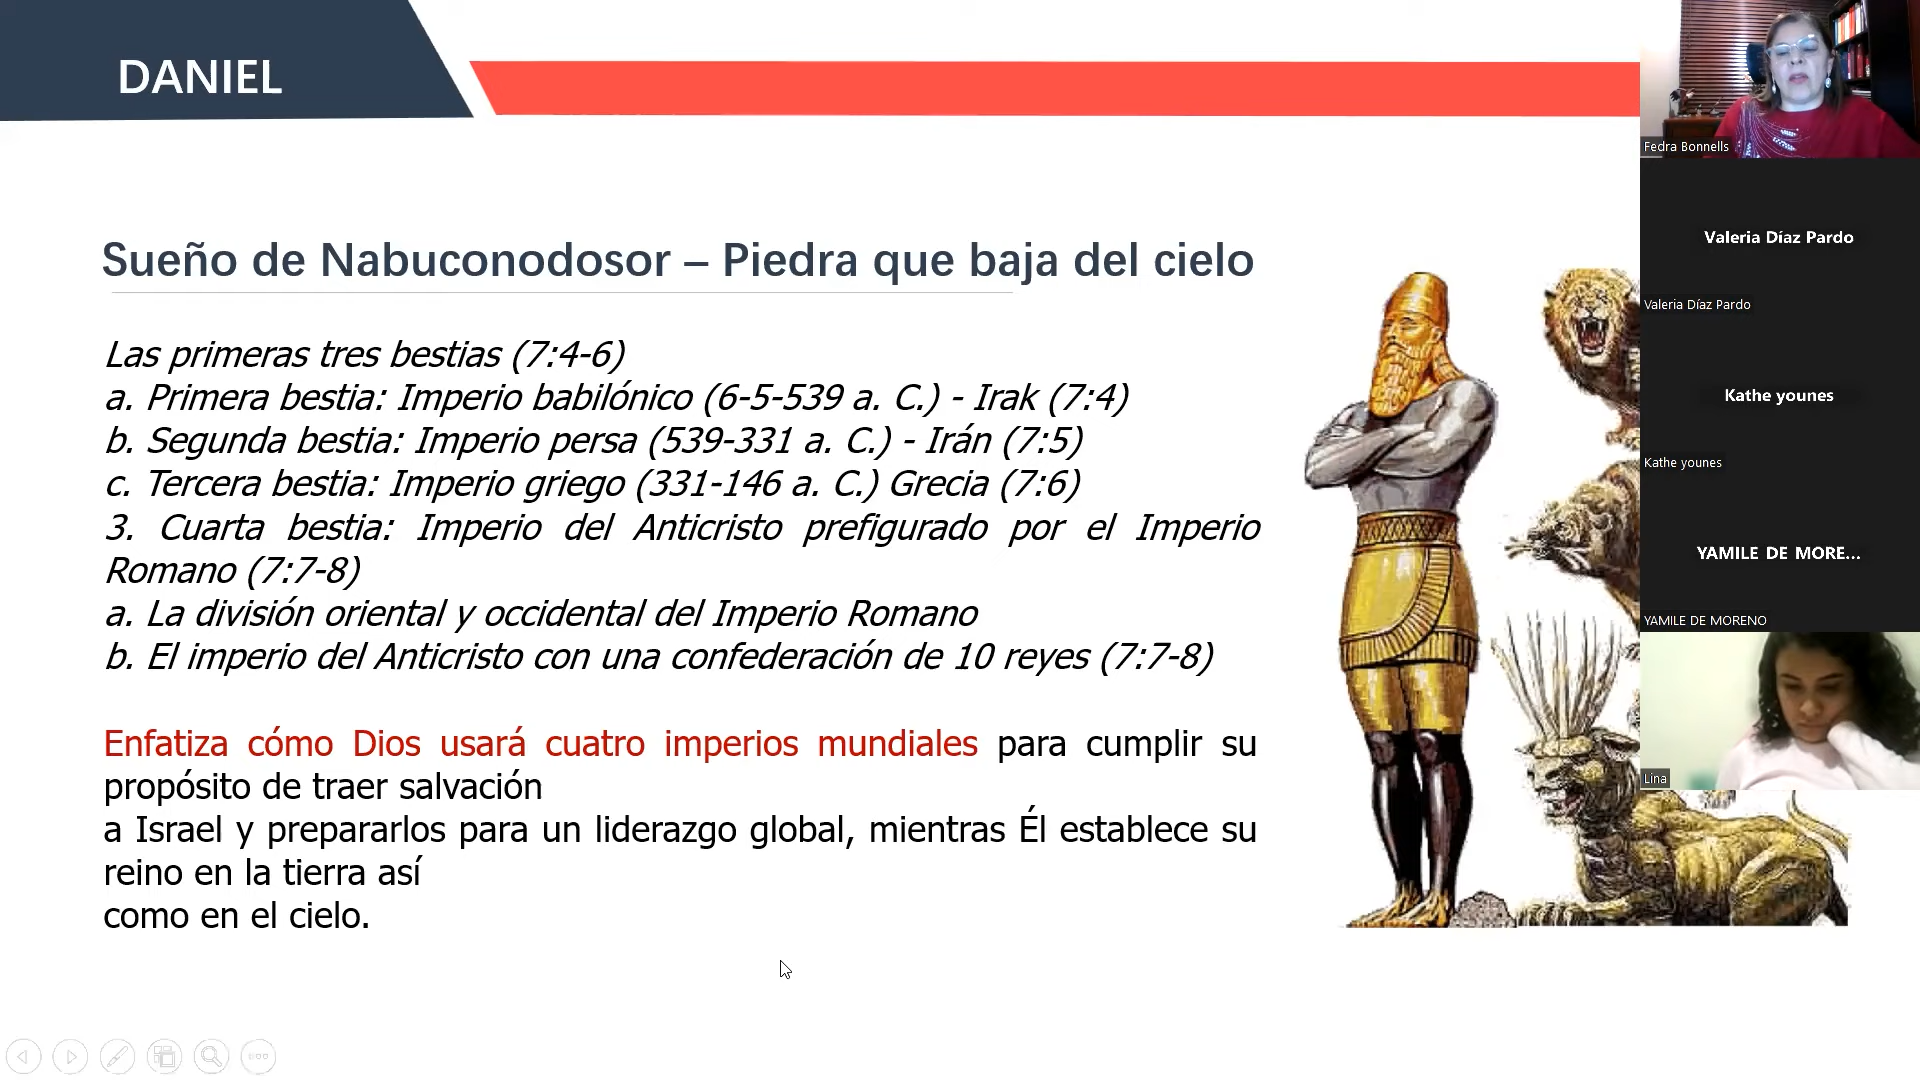 DANIEL
Sueño de Nabuconodosor – Piedra que baja del cielo
Las primeras tres bestias (7:4-6)
a. Primera bestia: Imperio babilónico (6-5-539 a. C.) - Irak (7:4)
b. Segunda bestia: Imperio persa (539-331 a. C.) - Irán (7:5)
c. Tercera bestia: Imperio griego (331-146 a. C.) Grecia (7:6)
3. Cuarta bestia: Imperio del Anticristo prefigurado por el Imperio
Romano (7:7-8)
a. La división oriental y occidental del Imperio Romano
b. El imperio del Anticristo con una confederación de 10 reyes (7:7-8)
Enfatiza cómo Dios usará cuatro imperios mundiales para cumplir su
propósito de traer salvación
a Israel y prepararlos para un liderazgo global, mientras Él establece su
reino en la tierra así
como en el cielo.
Fedra Bonnells
Valeria Díaz Pardo
Valeria Díaz Pardo
Kathe younes
Kathe younes
YAMILE DE MORE...
YAMILE DE MORENO
Lina